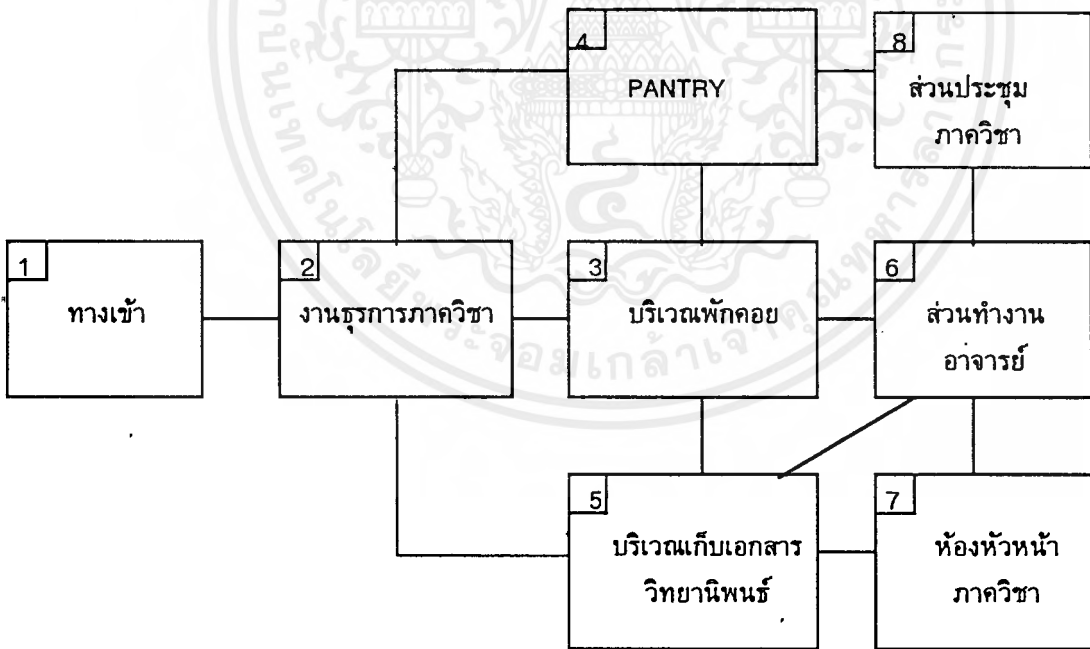 4
PANTRY
8
ส่วนประชุม
ภาควิชา
1
ทางเข้า
2
งานธุรการภาควิชา
3
บริเวณพักคอย
6
ส่วนทำงาน
อาจารย์
5
บริเวณเก็บเอกสาร
วิทยานิพนธ์
7
ห้องหัวหน้า
ภาควิชา